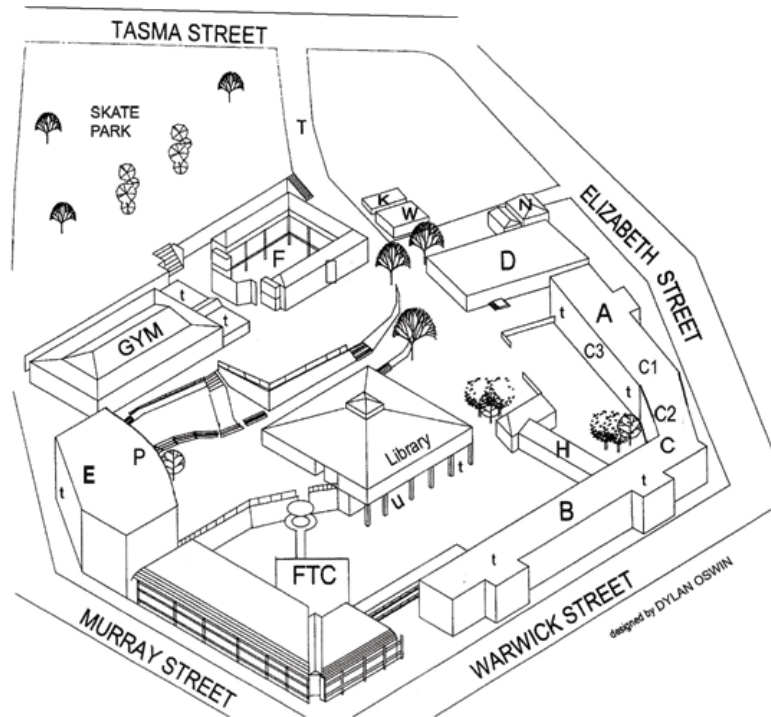 TASMA STREET
SKATE
PARK
T
K
W
N
ELIZABETH STREET
F
D
A
t
t
t
GYM
C3
C1
t
C2
Library
P
E
t
H
C
t
u
t
B
FTC
t
MURRAY STREET
WARWICK STREET
designed by DYLAN OSWIN